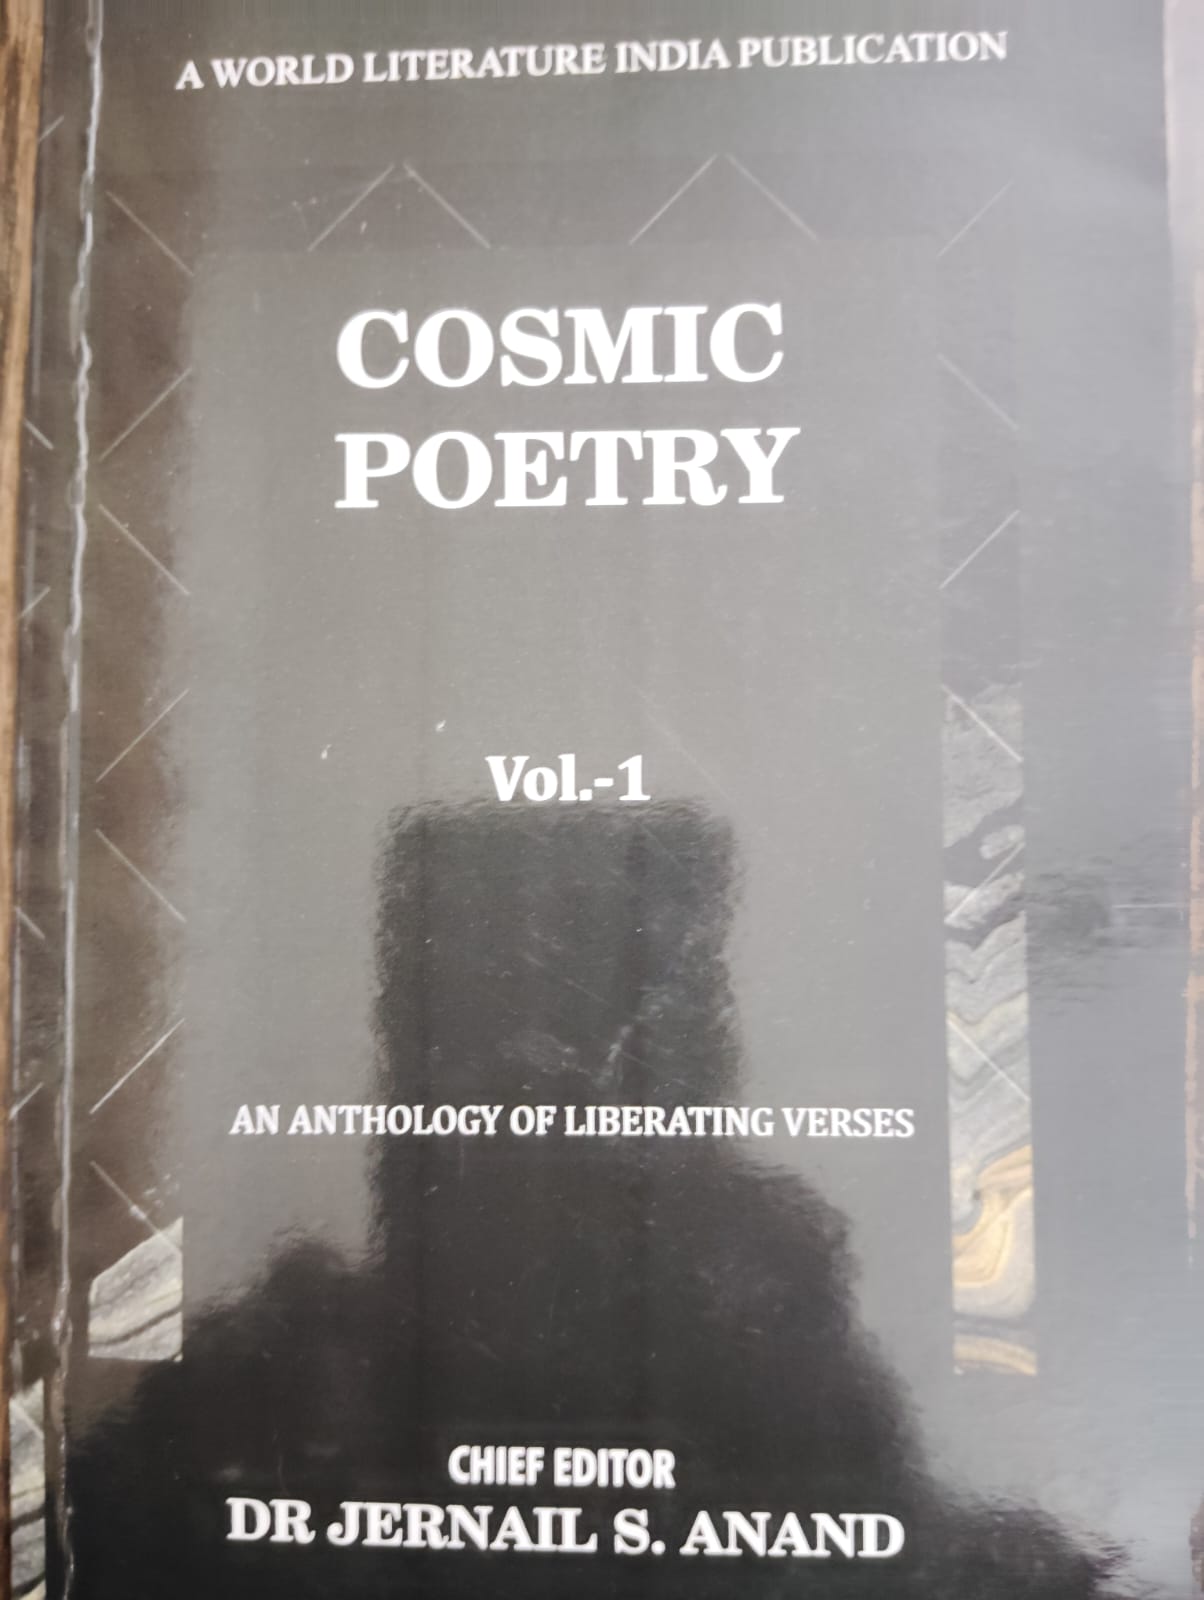 A WORLD LITERATURE INDIA PUBLICATION
COSMIC
POETRY
Vol.-1
AN ANTHOLOGY OF LIBERATING VERSES
CHIEF EDITOR
DR JERNAIL S. ANAND